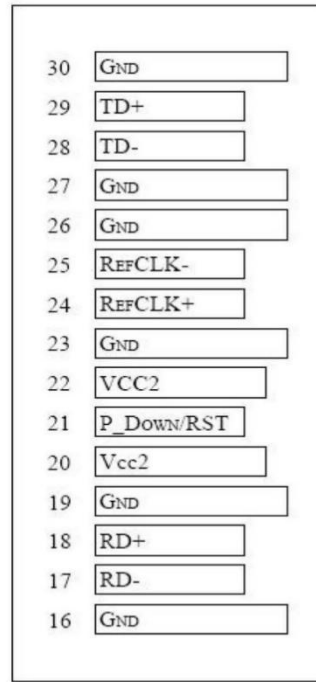 30 GND
29 TD+
28 TD-
27 GND
26 GND
25 REFCLK-
24 REFCLK+
23 GND
22 VCC2
21 P_DOWN/RST
20 VCC2
19 GND
18 RD+
17 RD-
16 GND